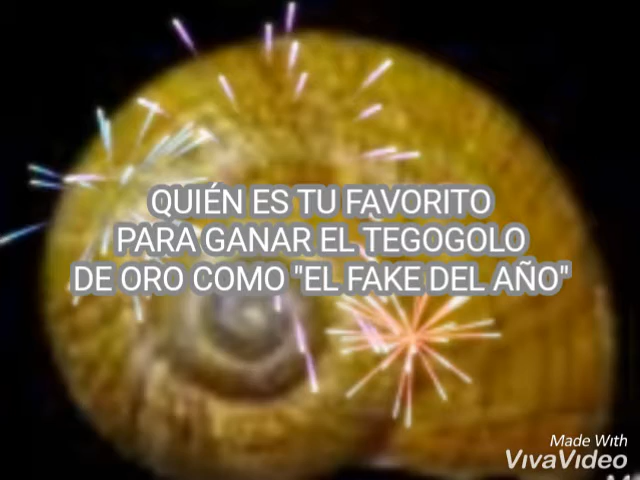 QUIÉN ES TU FAVORITO
PARA GANAR EL TEGOGOLO
DE ORO COMO "EL FAKE DEL AÑO"
Made With
VivaVideo